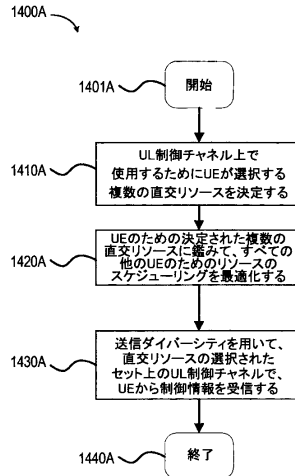 1400A
1401A
開始
1410A
UL制御チャネル上で
使用するためにUEが選択する
複数の直交リソースを決定する
1420A
UEのための決定された複数の
直交リソースに鑑みて、すべての
他のUEのためのリソースの
スケジューリングを最適化する
1430A
送信ダイバーシティを用いて、
直交リソースの選択された
セット上のUL制御チャネルで、
UEから制御情報を受信する
1440A
終了